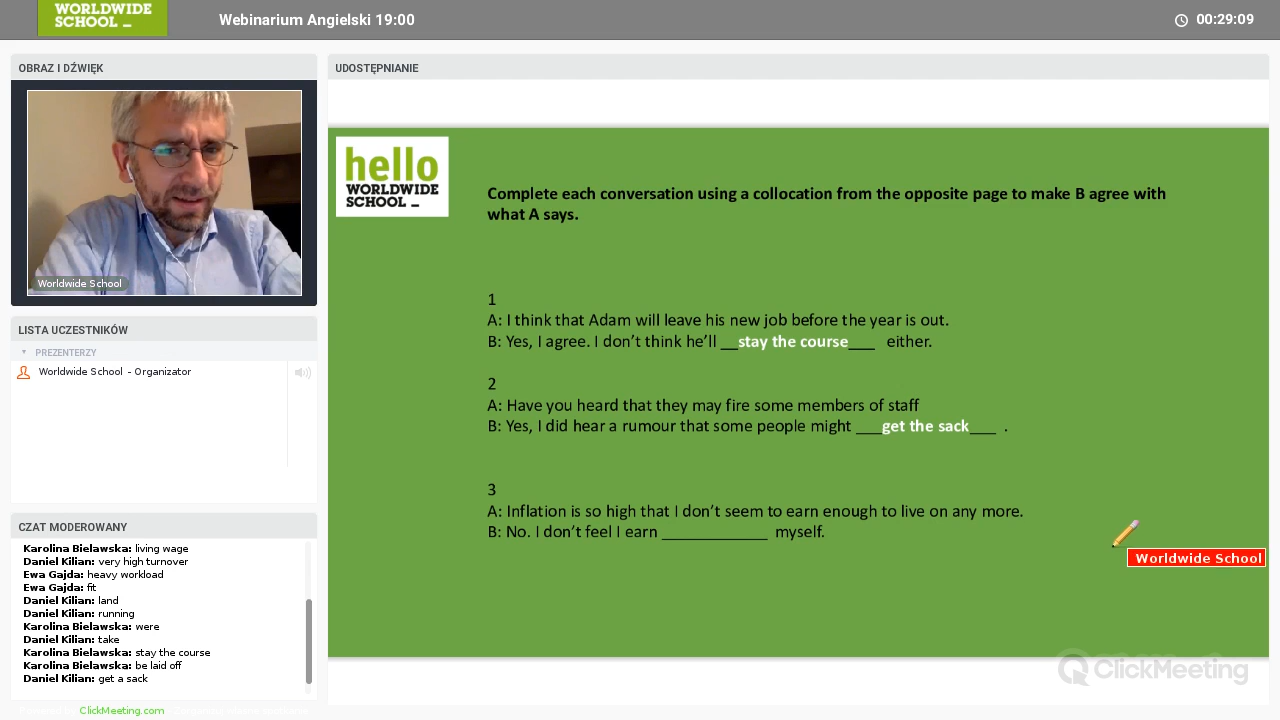 WORLDWIDE
SCHOOL _
Webinarium Angielski 19:00
00:29:09
OBRAZ I DŹWIĘK
Worldwide School
LISTA UCZESTNIKÓW
PREZENTERZY
Worldwide School - Organizator
CZAT MODEROWANY
Karolina Bielawska: living wage
Daniel Kilian: very high turnover
Ewa Gajda: heavy workload
Ewa Gajda: fit
Daniel Kilian: land
Daniel Kilian: running
Karolina Bielawska: were
Daniel Kilian: take
Karolina Bielawska: stay the course
Karolina Bielawska: be laid off
Daniel Kilian: get a sack
ClickMeeting.com
UDOSTĘPNIANIE
hello
WORLDWIDE
SCHOOL _
Complete each conversation using a collocation from the opposite page to make B agree with
what A says.
1
A: I think that Adam will leave his new job before the year is out.
B: Yes, I agree. I don't think he'll __stay the course___ either.
2
A: Have you heard that they may fire some members of staff
B: Yes, I did hear a rumour that some people might ___get the sack___ .
3
A: Inflation is so high that I don't seem to earn enough to live on any more.
B: No. I don't feel I earn ____________ myself.
Worldwide School
ClickMeeting